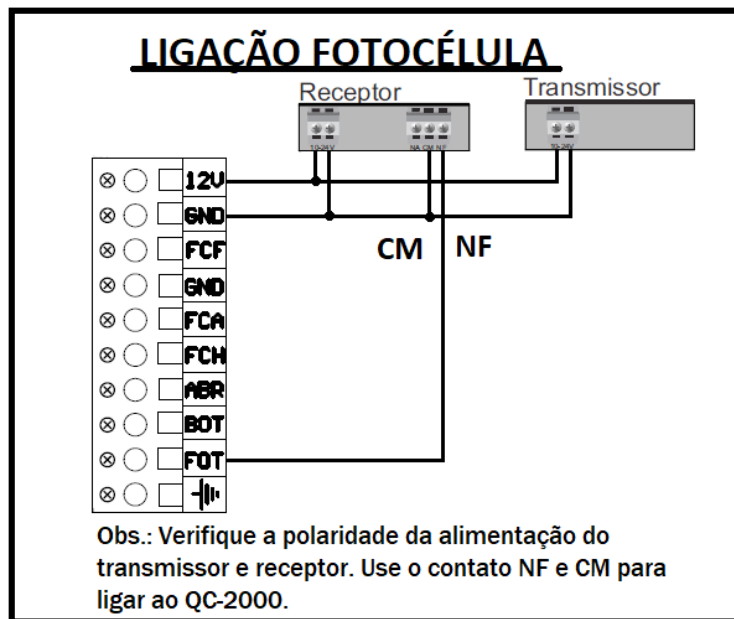 LIGAÇÃO FOTOCÉLULA
Receptor
Transmissor
10-24V
NA CM NF
10-24V
12V
GND
FCF
GND
FCA
FCH
ABR
BOT
FOT
CM
NF
Obs.: Verifique a polaridade da alimentação do
transmissor e receptor. Use o contato NF e CM para
ligar ao QC-2000.